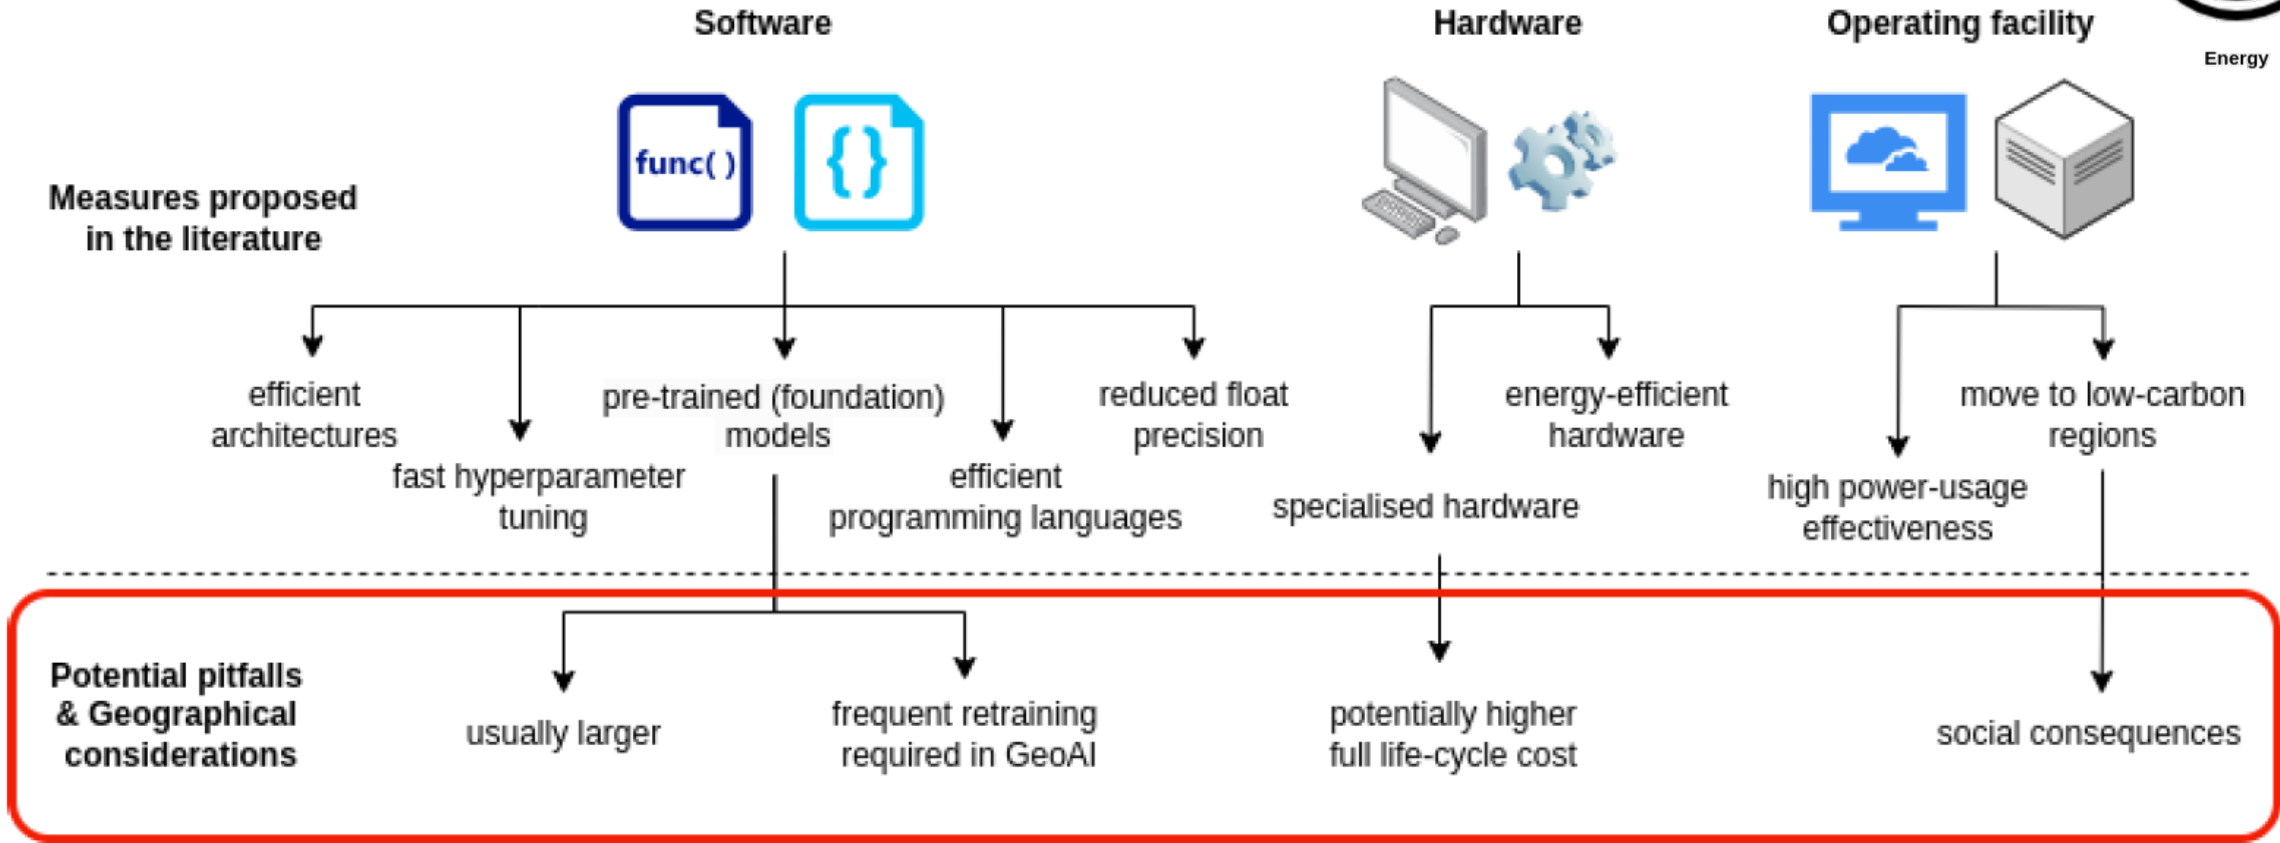 Software
Hardware
Operating facility
Energy
func( )
{}
Measures proposed
in the literature
efficient
architectures
fast hyperparameter
tuning
pre-trained (foundation)
models
efficient
programming languages
reduced float
precision
specialised hardware
energy-efficient
hardware
high power-usage
effectiveness
move to low-carbon
regions
Potential pitfalls
& Geographical
considerations
usually larger
frequent retraining
required in GeoAI
potentially higher
full life-cycle cost
social consequences